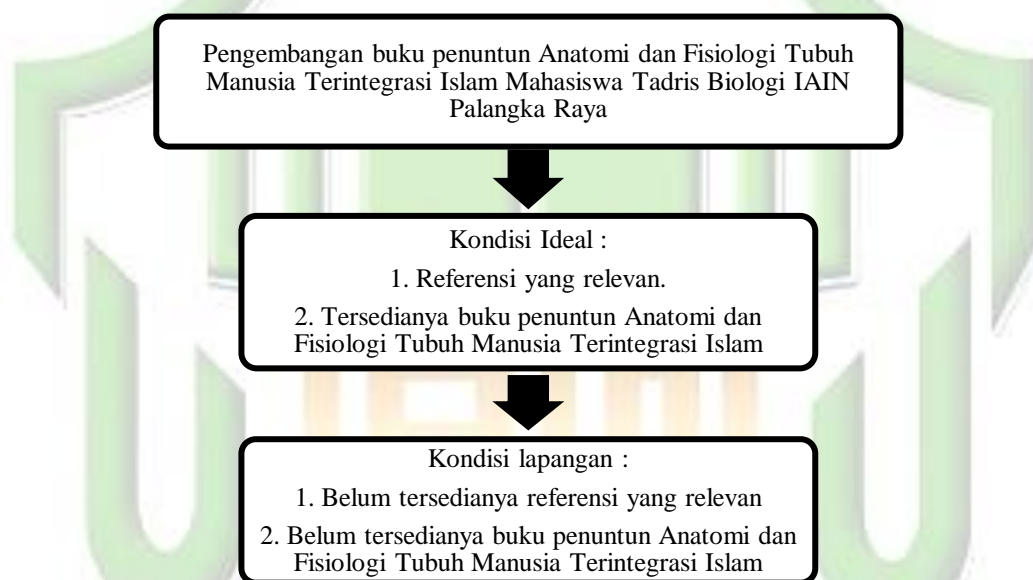 Pengembangan buku penuntun Anatomi dan Fisiologi Tubuh
Manusia Terintegrasi Islam Mahasiswa Tadris Biologi IAIN
Palangka Raya
Kondisi Ideal :
1. Referensi yang relevan.
2. Tersedianya buku penuntun Anatomi dan
Fisiologi Tubuh Manusia Terintegrasi Islam
Kondisi lapangan :
1. Belum tersedianya referensi yang relevan
2. Belum tersedianya buku penuntun Anatomi dan
Fisiologi Tubuh Manusia Terintegrasi Islam